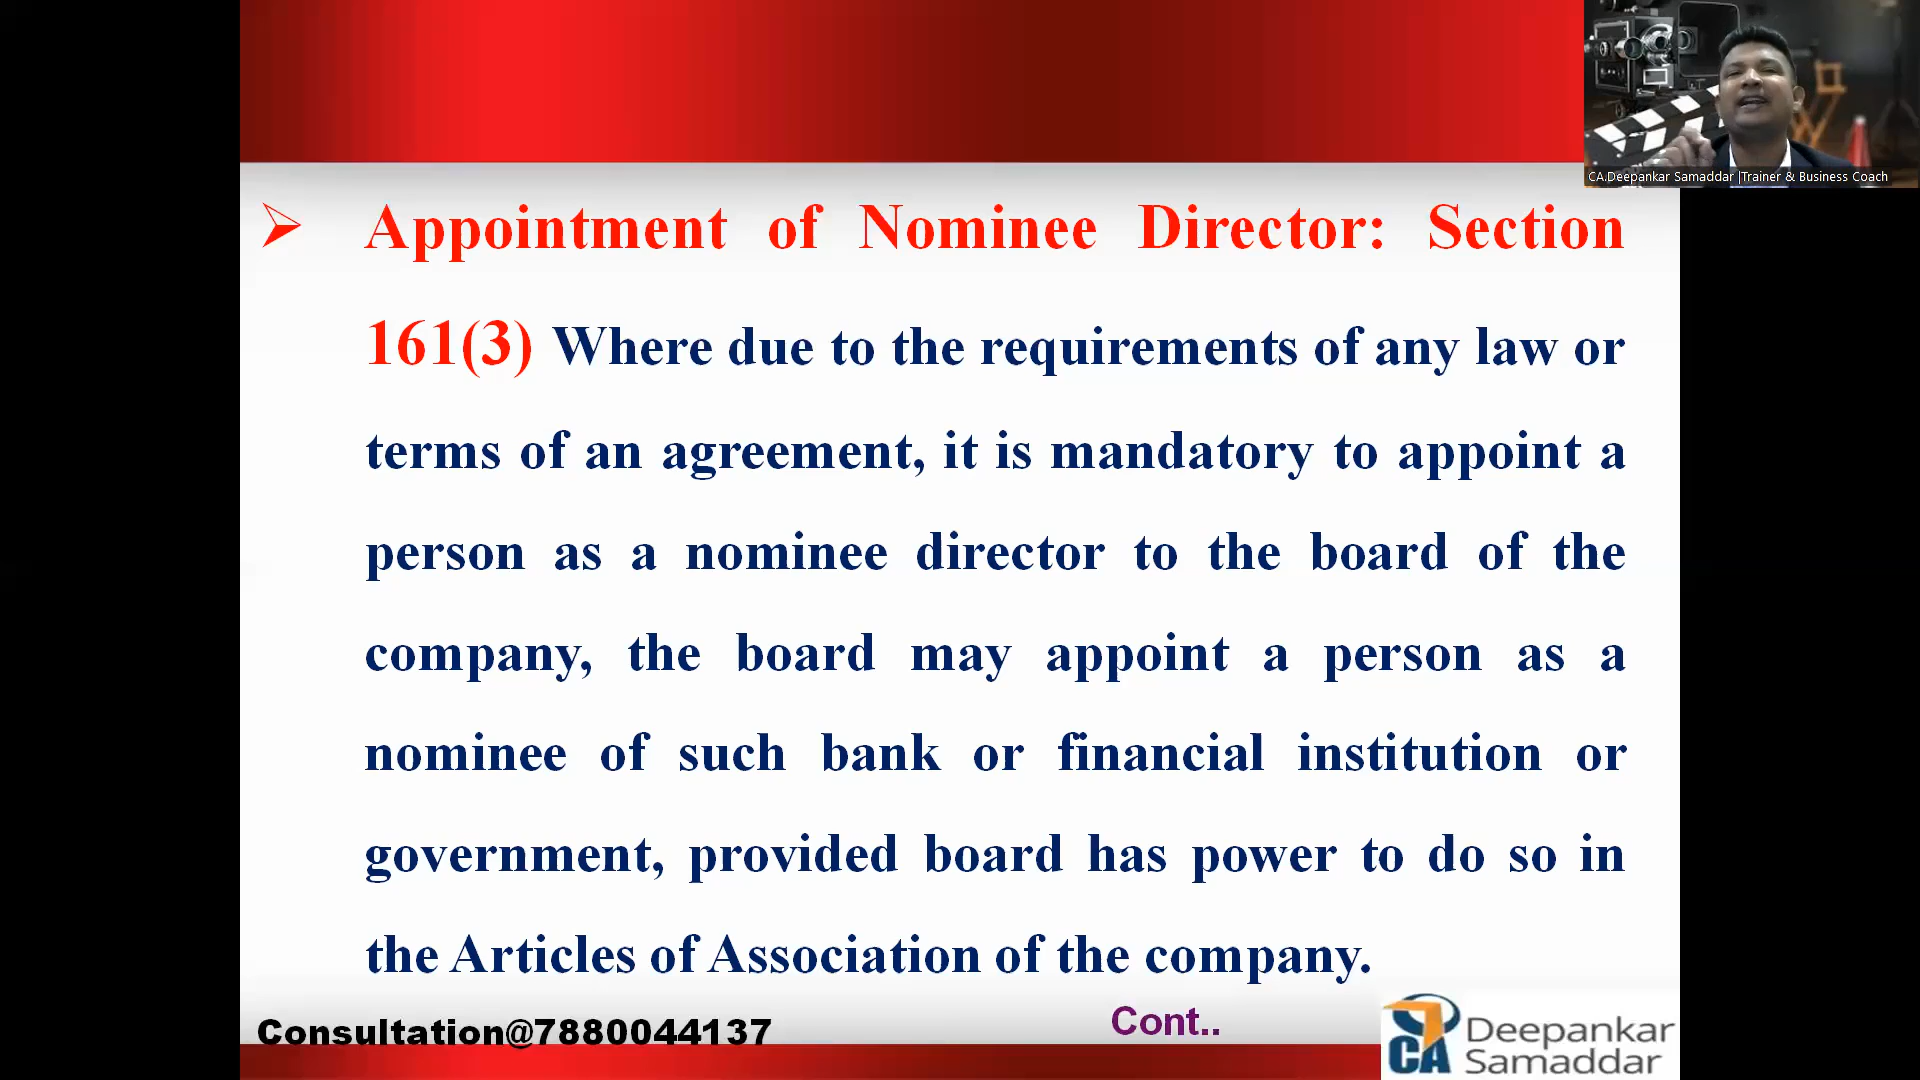 CA.Deepankar Samaddar |Trainer & Business Coach
Appointment of Nominee Director: Section
161(3) Where due to the requirements of any law or
terms of an agreement, it is mandatory to appoint a
person as a nominee director to the board of the
company, the board may appoint a person as a
nominee of such bank or financial institution or
government, provided board has power to do so in
the Articles of Association of the company.
Consultation@7880044137
Cont..
CA
Deepankar
Samaddar